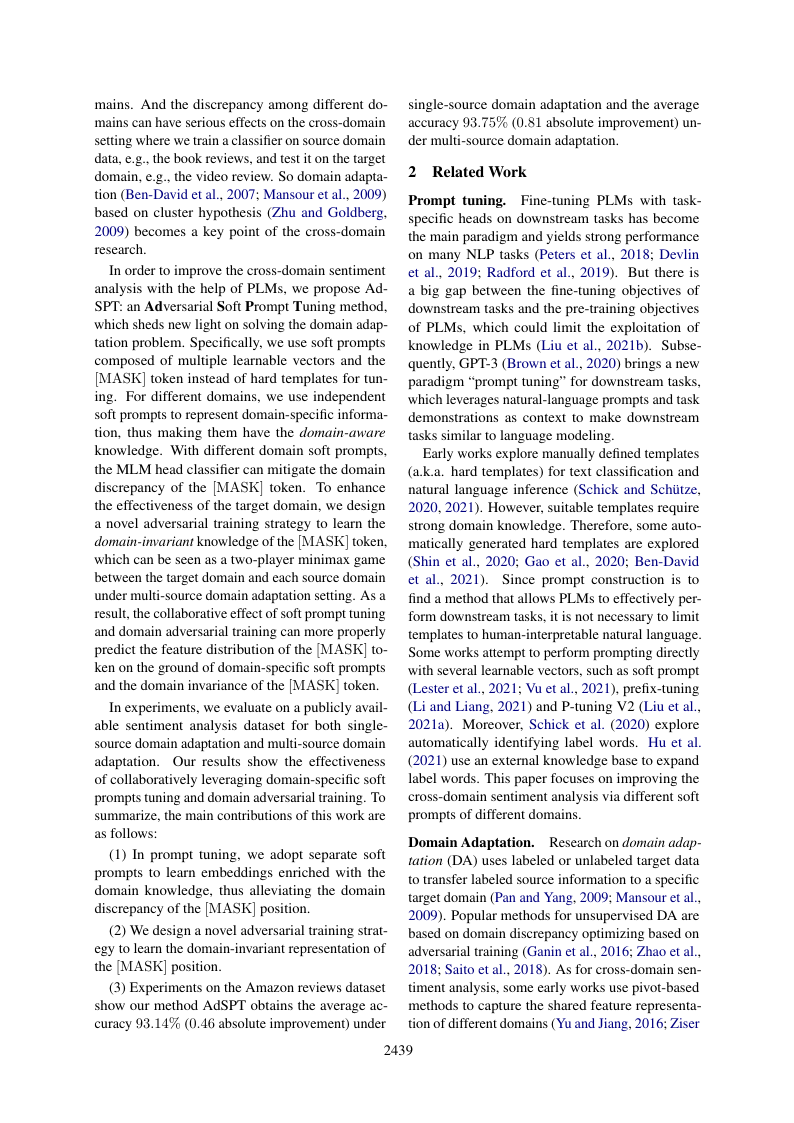 mains. And the discrepancy among different do-
mains can have serious effects on the cross-domain
setting where we train a classifier on source domain
data, e.g., the book reviews, and test it on the target
domain, e.g., the video review. So domain adapta-
tion (Ben-David et al., 2007; Mansour et al., 2009)
based on cluster hypothesis (Zhu and Goldberg,
2009) becomes a key point of the cross-domain
research.
In order to improve the cross-domain sentiment
analysis with the help of PLMs, we propose Ad-
SPT: an Adversarial Soft Prompt Tuning method,
which sheds new light on solving the domain adap-
tation problem. Specifically, we use soft prompts
composed of multiple learnable vectors and the
[MASK] token instead of hard templates for tun-
ing. For different domains, we use independent
soft prompts to represent domain-specific informa-
tion, thus making them have the domain-aware
knowledge. With different domain soft prompts,
the MLM head classifier can mitigate the domain
discrepancy of the [MASK] token. To enhance
the effectiveness of the target domain, we design
a novel adversarial training strategy to learn the
domain-invariant knowledge of the [MASK] token,
which can be seen as a two-player minimax game
between the target domain and each source domain
under multi-source domain adaptation setting. As a
result, the collaborative effect of soft prompt tuning
and domain adversarial training can more properly
predict the feature distribution of the [MASK] to-
ken on the ground of domain-specific soft prompts
and the domain invariance of the [MASK] token.
In experiments, we evaluate on a publicly avail-
able sentiment analysis dataset for both single-
source domain adaptation and multi-source domain
adaptation. Our results show the effectiveness
of collaboratively leveraging domain-specific soft
prompts tuning and domain adversarial training. To
summarize, the main contributions of this work are
as follows:
(1) In prompt tuning, we adopt separate soft
prompts to learn embeddings enriched with the
domain knowledge, thus alleviating the domain
discrepancy of the [MASK] position.
(2) We design a novel adversarial training strat-
egy to learn the domain-invariant representation of
the [MASK] position.
(3) Experiments on the Amazon reviews dataset
show our method AdSPT obtains the average ac-
curacy 93.14% (0.46 absolute improvement) under
single-source domain adaptation and the average
accuracy 93.75% (0.81 absolute improvement) un-
der multi-source domain adaptation.
2 Related Work
Prompt tuning. Fine-tuning PLMs with task-
specific heads on downstream tasks has become
the main paradigm and yields strong performance
on many NLP tasks (Peters et al., 2018; Devlin
et al., 2019; Radford et al., 2019). But there is
a big gap between the fine-tuning objectives of
downstream tasks and the pre-training objectives
of PLMs, which could limit the exploitation of
knowledge in PLMs (Liu et al., 2021b). Subse-
quently, GPT-3 (Brown et al., 2020) brings a new
paradigm “prompt tuning” for downstream tasks,
which leverages natural-language prompts and task
demonstrations as context to make downstream
tasks similar to language modeling.
Early works explore manually defined templates
(a.k.a. hard templates) for text classification and
natural language inference (Schick and Schütze,
2020, 2021). However, suitable templates require
strong domain knowledge. Therefore, some auto-
matically generated hard templates are explored
(Shin et al., 2020; Gao et al., 2020; Ben-David
et al., 2021). Since prompt construction is to
find a method that allows PLMs to effectively per-
form downstream tasks, it is not necessary to limit
templates to human-interpretable natural language.
Some works attempt to perform prompting directly
with several learnable vectors, such as soft prompt
(Lester et al., 2021; Vu et al., 2021), prefix-tuning
(Li and Liang, 2021) and P-tuning V2 (Liu et al.,
2021a). Moreover, Schick et al. (2020) explore
automatically identifying label words. Hu et al.
(2021) use an external knowledge base to expand
label words. This paper focuses on improving the
cross-domain sentiment analysis via different soft
prompts of different domains.
Domain Adaptation. Research on domain adap-
tation (DA) uses labeled or unlabeled target data
to transfer labeled source information to a specific
target domain (Pan and Yang, 2009; Mansour et al.,
2009). Popular methods for unsupervised DA are
based on domain discrepancy optimizing based on
adversarial training (Ganin et al., 2016; Zhao et al.,
2018; Saito et al., 2018). As for cross-domain sen-
timent analysis, some early works use pivot-based
methods to capture the shared feature representa-
tion of different domains (Yu and Jiang, 2016; Ziser
2439